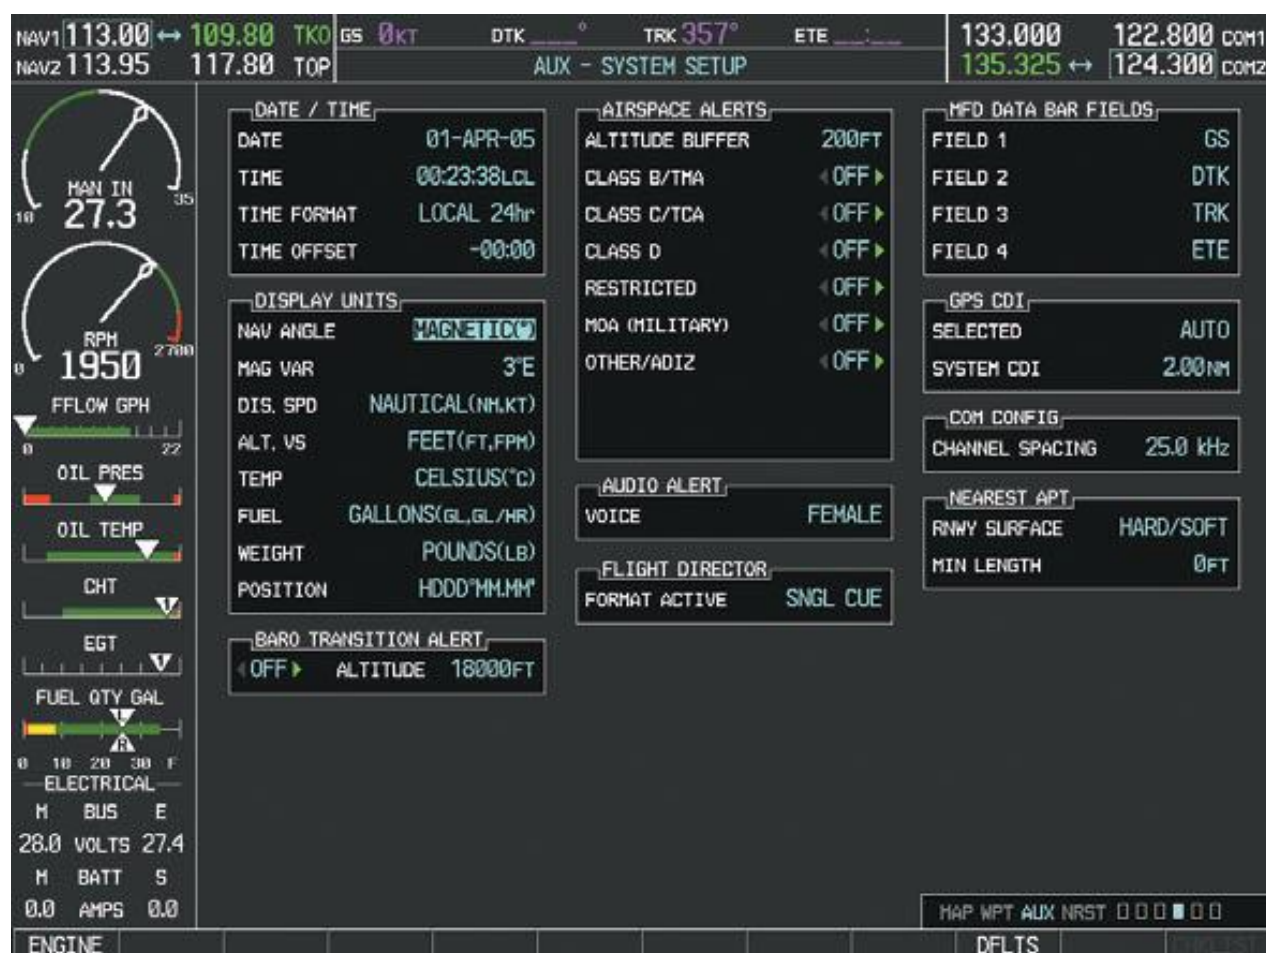 NAV1 113.00 ↔ 109.80 TKO GS 0KT DTK ___° TRK 357° ETE __:__ 133.000 122.800 COM1
NAV2 113.95 117.80 TOP AUX - SYSTEM SETUP 135.325 ↔ 124.300 COM2
MAN IN
27.3
10 35
RPM
1950
0 2700
FFLOW GPH
0 22
OIL PRES
OIL TEMP
CHT
1
EGT
1
FUEL QTY GAL
L
R
0 10 20 30 F
ELECTRICAL
M BUS E
28.0 VOLTS 27.4
M BATT S
0.0 AMPS 0.0
DATE / TIME
DATE 01-APR-05
TIME 00:23:38LCL
TIME FORMAT LOCAL 24hr
TIME OFFSET -00:00
DISPLAY UNITS
NAV ANGLE MAGNETIC(°)
MAG VAR 3°E
DIS. SPD NAUTICAL(NM,KT)
ALT. VS FEET(FT,FPM)
TEMP CELSIUS(°C)
FUEL GALLONS(GL,GL/HR)
WEIGHT POUNDS(LB)
POSITION HDDD°MM.MM'
BARO TRANSITION ALERT
OFF ALTITUDE 18000FT
AIRSPACE ALERTS
ALTITUDE BUFFER 200FT
CLASS B/TMA OFF
CLASS C/TCA OFF
CLASS D OFF
RESTRICTED OFF
MOA (MILITARY) OFF
OTHER/ADIZ OFF
AUDIO ALERT
VOICE FEMALE
FLIGHT DIRECTOR
FORMAT ACTIVE SNGL CUE
MFD DATA BAR FIELDS
FIELD 1 GS
FIELD 2 DTK
FIELD 3 TRK
FIELD 4 ETE
GPS CDI
SELECTED AUTO
SYSTEM CDI 2.00NM
COM CONFIG
CHANNEL SPACING 25.0 kHz
NEAREST APT
RNWY SURFACE HARD/SOFT
MIN LENGTH 0FT
MAP WPT AUX NRST
ENGINE DFLTS CHKLIST